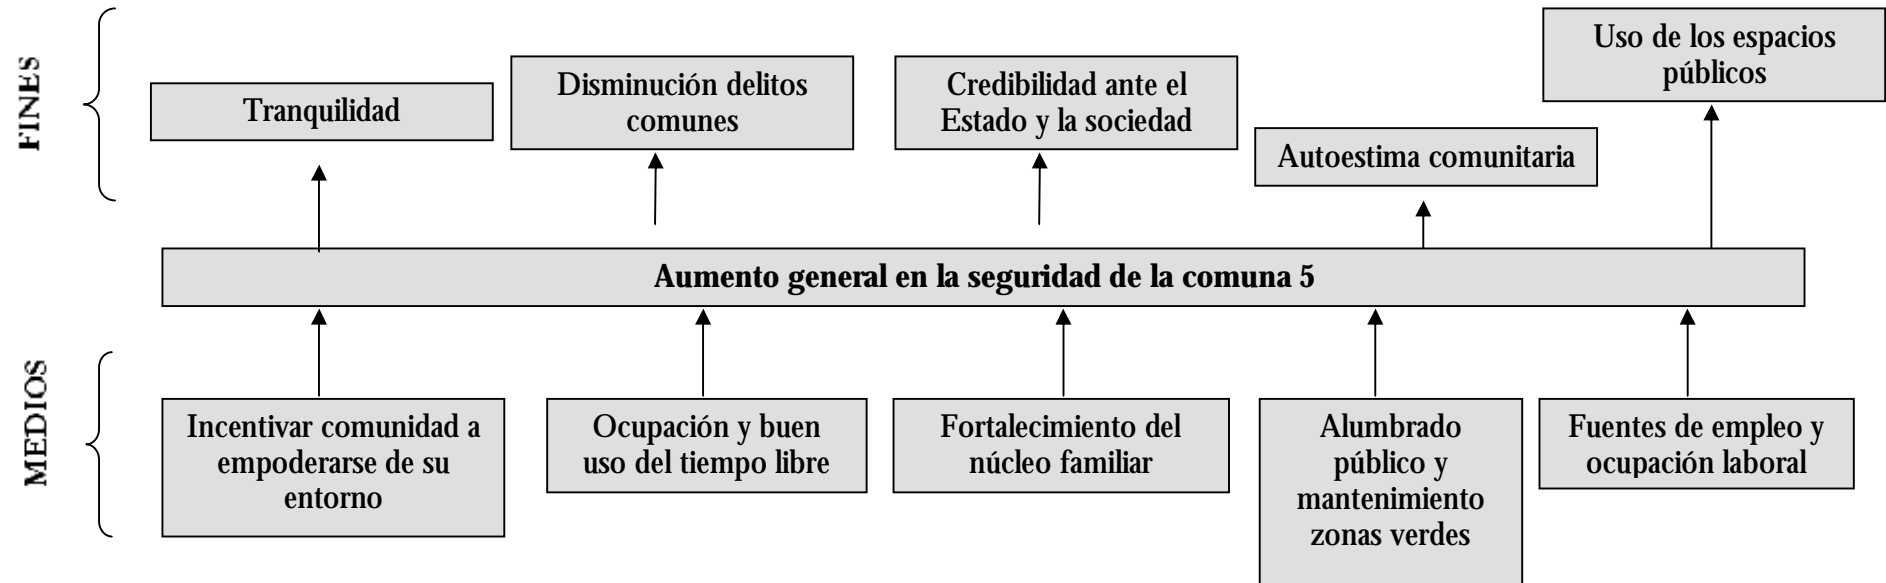 FINES
Tranquilidad
Disminución delitos
comunes
Credibilidad ante el
Estado y la sociedad
Autoestima comunitaria
Uso de los espacios
públicos
Aumento general en la seguridad de la comuna 5
MEDIOS
Incentivar comunidad a
empoderarse de su
entorno
Ocupación y buen
uso del tiempo libre
Fortalecimiento del
núcleo familiar
Alumbrado
público y
mantenimiento
zonas verdes
Fuentes de empleo y
ocupación laboral